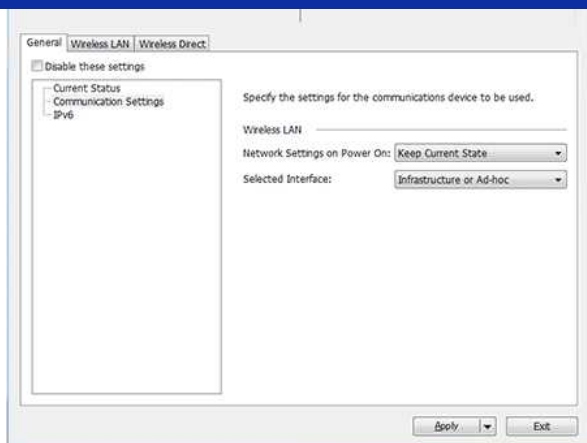 General Wireless LAN Wireless Direct
Disable these settings
Current Status
Communication Settings
IPv6
Specify the settings for the communications device to be used.
Wireless LAN
Network Settings on Power On: Keep Current State
Selected Interface: Infrastructure or Ad-hoc
Apply Exit